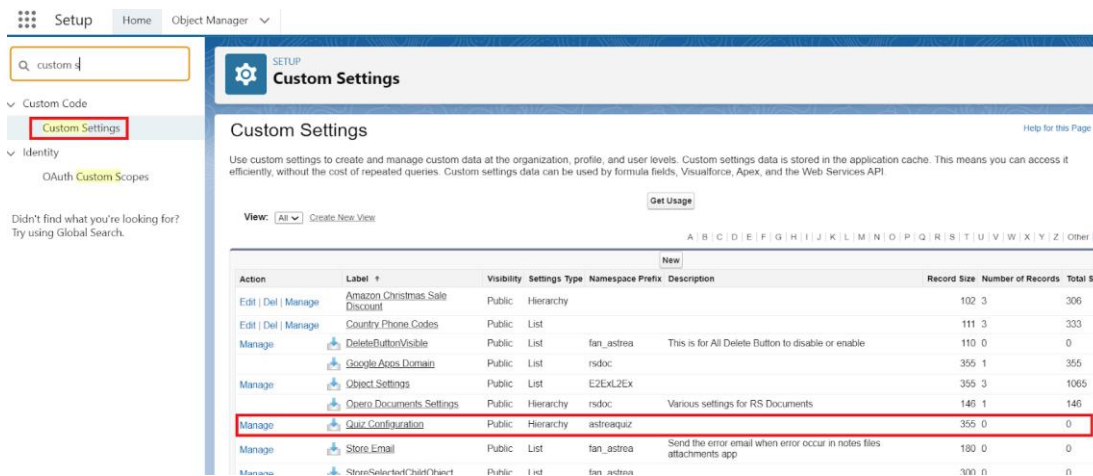 Setup Home Object Manager
custom s
Custom Code
Custom Settings
Identity
OAuth Custom Scopes
Didn't find what you're looking for?
Try using Global Search.
SETUP
Custom Settings
Custom Settings
Help for this Page
Use custom settings to create and manage custom data at the organization, profile, and user levels. Custom settings data is stored in the application cache. This means you can access it
efficiently, without the cost of repeated queries. Custom settings data can be used by formula fields, Visualforce, Apex, and the Web Services API.
Get Usage
View: All Create New View
A | B | C | D | E | F | G | H | I | J | K | L | M | N | O | P | Q | R | S | T | U | V | W | X | Y | Z | Other
New
Action Label ↑ Visibility Settings Type Namespace Prefix Description Record Size Number of Records Total S
Edit | Del | Manage Amazon Christmas Sale Discount Public Hierarchy 102 3 306
Edit | Del | Manage Country Phone Codes Public List 111 3 333
Manage DeleteButtonVisible Public List fan_astrea This is for All Delete Button to disable or enable 110 0 0
Google Apps Domain Public List rsdoc 355 1 355
Manage Object Settings Public List E2ExL2Ex 355 3 1065
Opero Documents Settings Public Hierarchy rsdoc Various settings for RS Documents 146 1 146
Manage Quiz Configuration Public Hierarchy astreaquiz 355 0 0
Manage Store Email Public List fan_astrea Send the error email when error occur in notes files attachments app 180 0 0
Manage StoreSelectedChildObject Public List fan_astrea 300 0 0